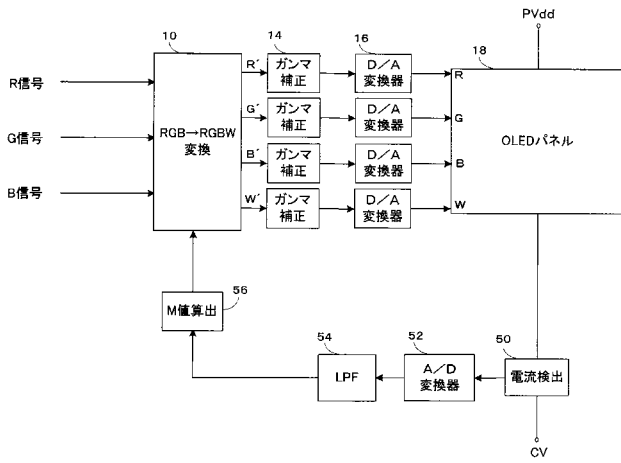 PVdd
10
14
16
18
R信号
G信号
B信号
RGB→RGBW
変換
R´
ガンマ
補正
D/A
変換器
R
G´
ガンマ
補正
D/A
変換器
G
B´
ガンマ
補正
D/A
変換器
B
W´
ガンマ
補正
D/A
変換器
W
OLEDパネル
56
M値算出
54
LPF
52
A/D
変換器
50
電流検出
CV